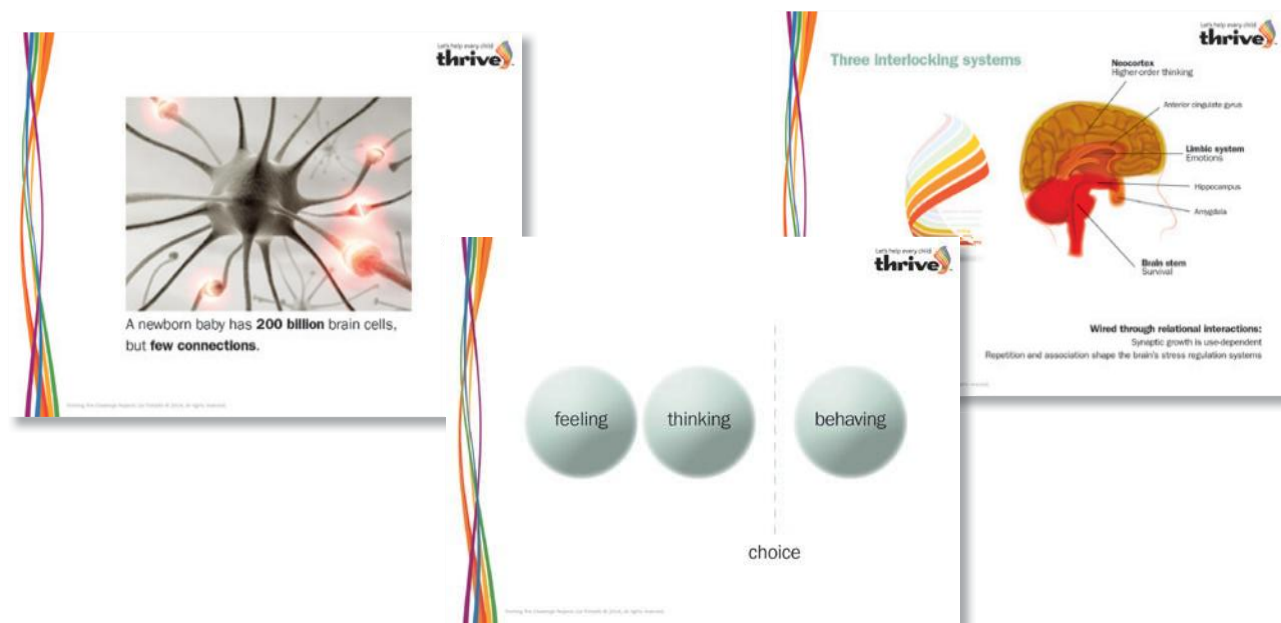 Let's help every child
thrive
A newborn baby has 200 billion brain cells,
but few connections.
Let's help every child
thrive
Three interlocking systems
Neocortex
Higher-order thinking
Anterior cingulate gyrus
Limbic system
Emotions
Hippocampus
Amygdala
Brain stem
Survival
Wired through relational interactions:
Synaptic growth is use-dependent
Repetition and association shape the brain's stress regulation systems
Let's help every child
thrive
feeling
thinking
behaving
choice